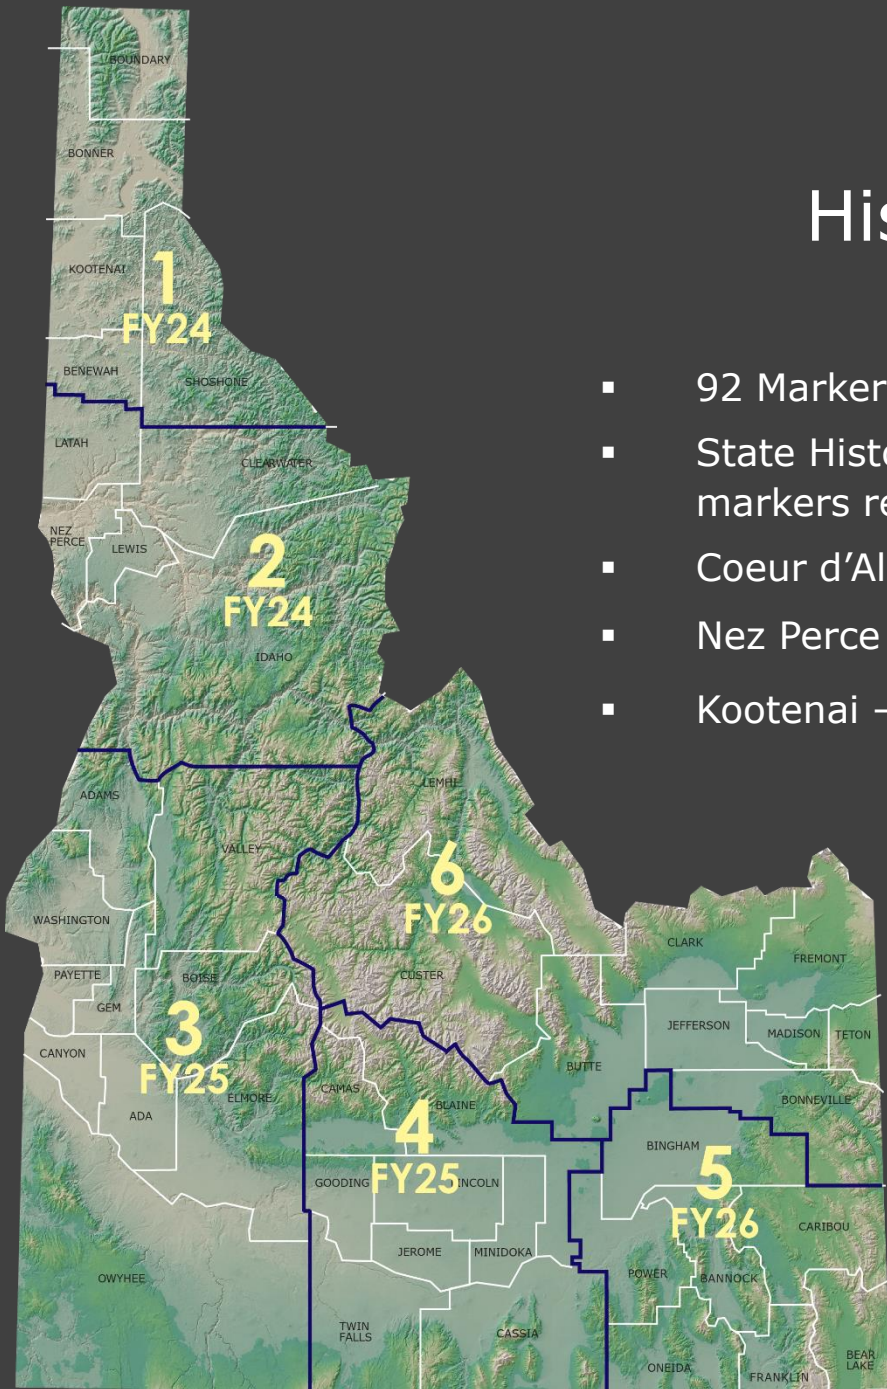 BOUNDARY
BONNER
KOOTENAI
1
FY24
BENEWAH
SHOSHONE
LATAH
CLEARWATER
NEZ
PERCE
LEWIS
2
FY24
IDAHO
ADAMS
LEMHI
VALLEY
6
FY26
WASHINGTON
CLARK
FREMONT
PAYETTE
BOISE
CUSTER
GEM
3
FY25
JEFFERSON
MADISON
TETON
CANYON
BUTTE
ELMORE
CAMAS
BLAINE
BONNEVILLE
ADA
4
FY25
BINGHAM
5
FY26
GOODING
INCOLN
CARIBOU
JEROME
MINIDOKA
OWYHEE
POWER
BANNOCK
TWIN
FALLS
CASSIA
BEAR
LAKE
ONEIDA
FRANKLIN
His
▪ 92 Marker
▪ State Histo
markers re
▪ Coeur d’Al
▪ Nez Perce
▪ Kootenai –